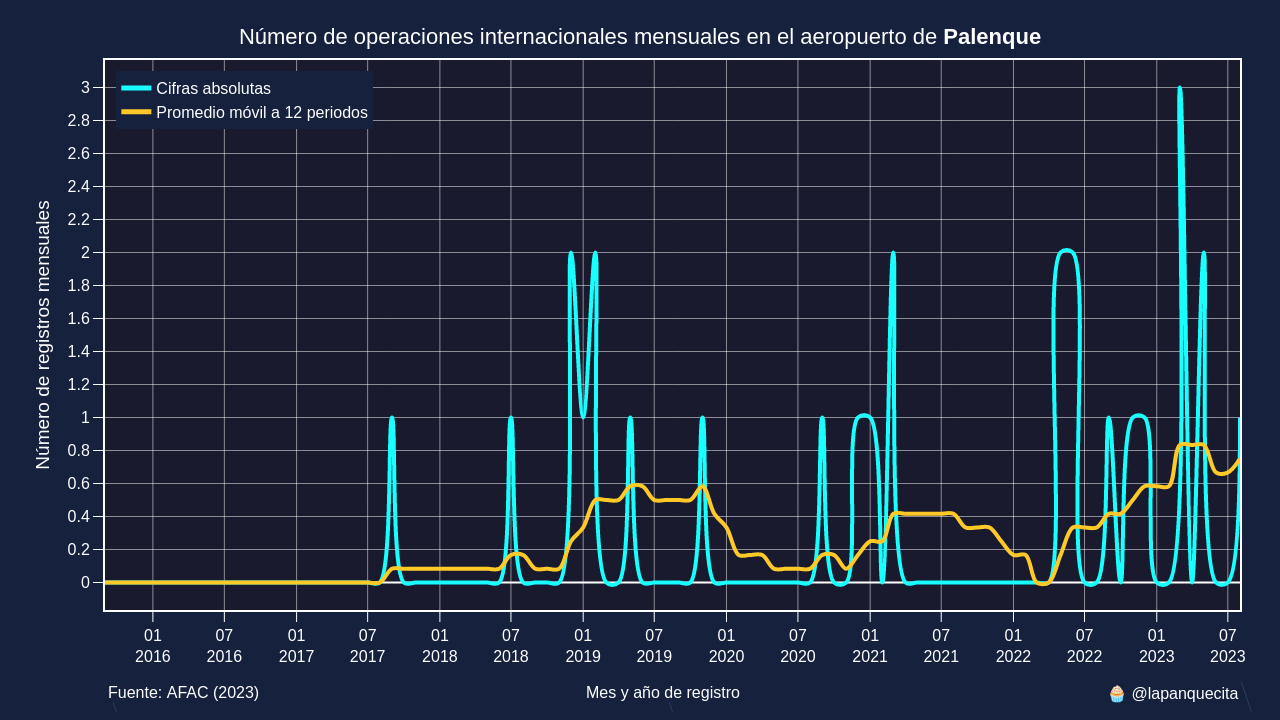 Número de operaciones internacionales mensuales en el aeropuerto de Palenque
Cifras absolutas
Promedio móvil a 12 periodos
Número de registros mensuales
3
2.8
2.6
2.4
2.2
2
1.8
1.6
1.4
1.2
1
0.8
0.6
0.4
0.2
0
01 07 01 07 01 07 01 07 01 07 01 07 01 07 01 07
2016 2016 2017 2017 2018 2018 2019 2019 2020 2020 2021 2021 2022 2022 2023 2023
Fuente: AFAC (2023)
Mes y año de registro
🧁 @lapanquecita